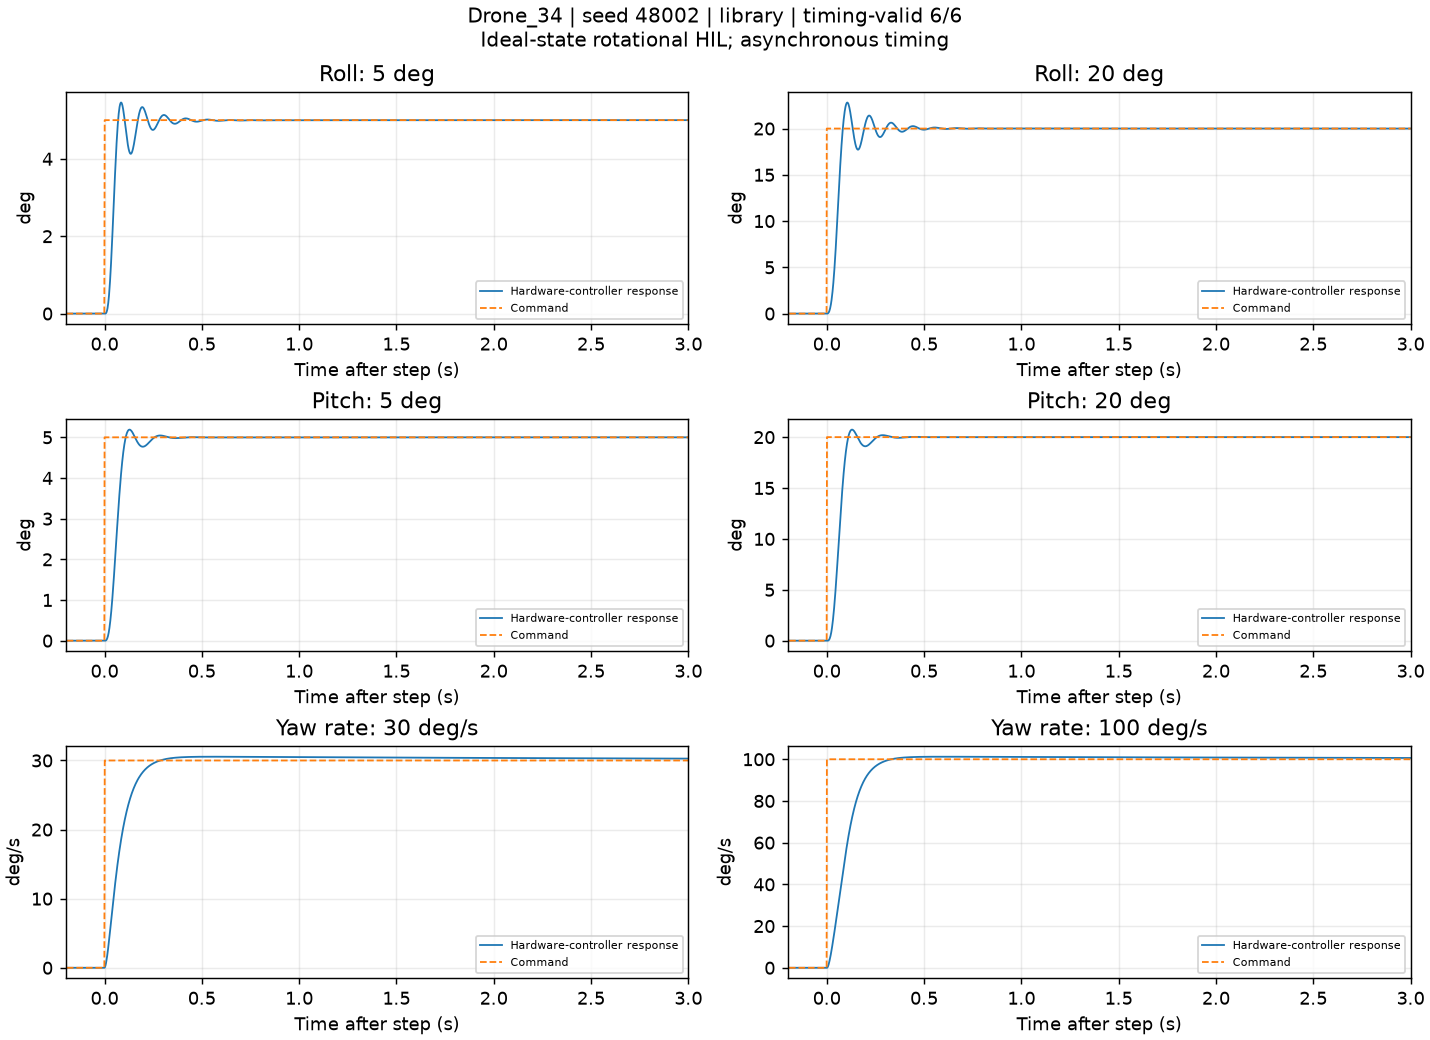 Drone_34 | seed 48002 | library | timing-valid 6/6
Ideal-state rotational HIL; asynchronous timing
Roll: 5 deg
deg
4
2
0
Hardware-controller response
Command
0.0 0.5 1.0 1.5 2.0 2.5 3.0
Time after step (s)
Roll: 20 deg
deg
20
15
10
5
0
Hardware-controller response
Command
0.0 0.5 1.0 1.5 2.0 2.5 3.0
Time after step (s)
Pitch: 5 deg
deg
5
4
3
2
1
0
Hardware-controller response
Command
0.0 0.5 1.0 1.5 2.0 2.5 3.0
Time after step (s)
Pitch: 20 deg
deg
20
15
10
5
0
Hardware-controller response
Command
0.0 0.5 1.0 1.5 2.0 2.5 3.0
Time after step (s)
Yaw rate: 30 deg/s
deg/s
30
20
10
0
Hardware-controller response
Command
0.0 0.5 1.0 1.5 2.0 2.5 3.0
Time after step (s)
Yaw rate: 100 deg/s
deg/s
100
80
60
40
20
0
Hardware-controller response
Command
0.0 0.5 1.0 1.5 2.0 2.5 3.0
Time after step (s)